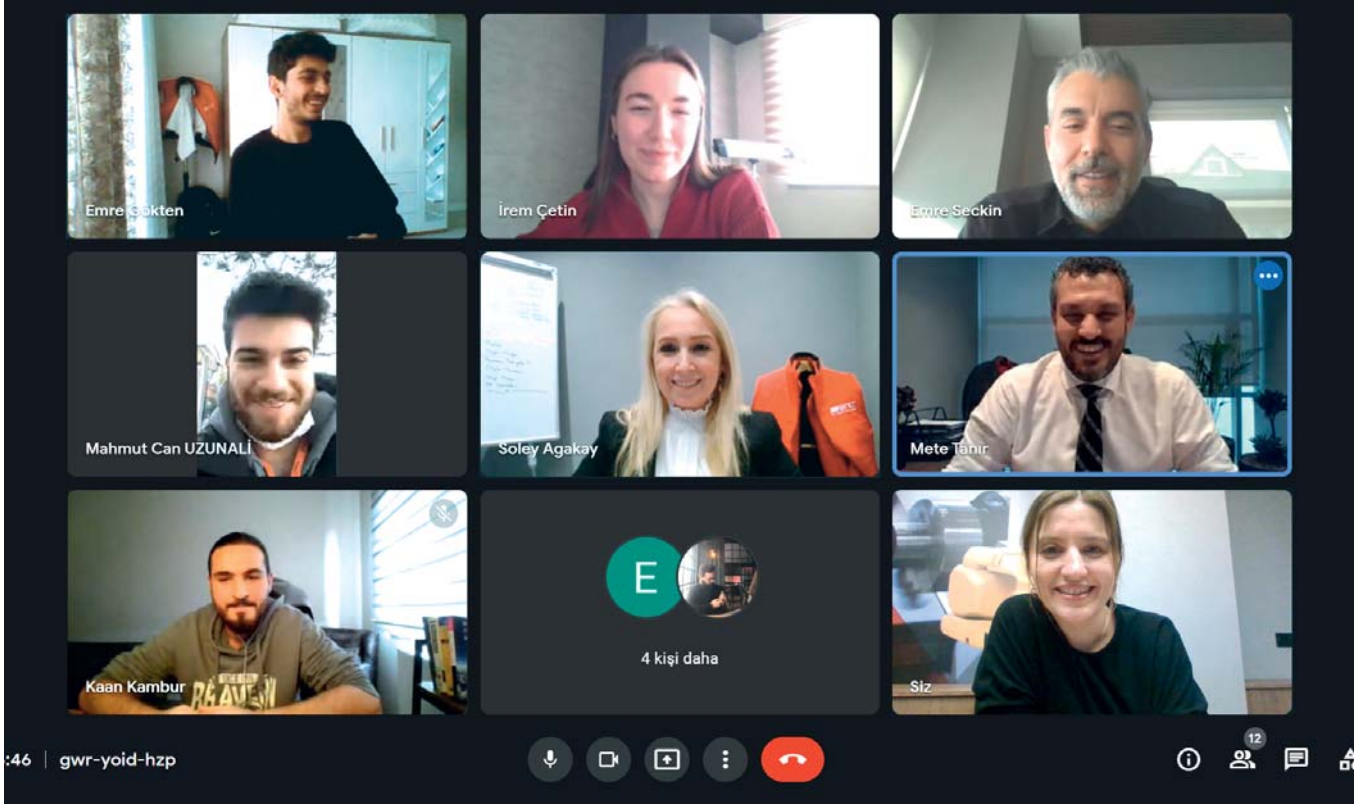 Emre Gökten
İrem Çetin
Emre Seckin
Mahmut Can UZUNALİ
Soley Agakay
Mete Tanır
Kaan Kambur
E
4 kişi daha
Siz
:46 | gwr-yoid-hzp
12